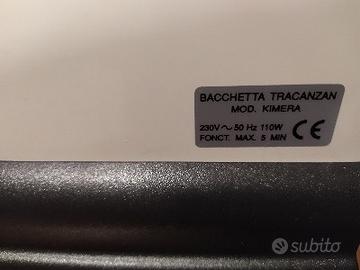 BACCHETTA TRACANZAN
MOD. KIMERA
230V～50 Hz 110W
FONCT. MAX. 5 MIN
CE
subito